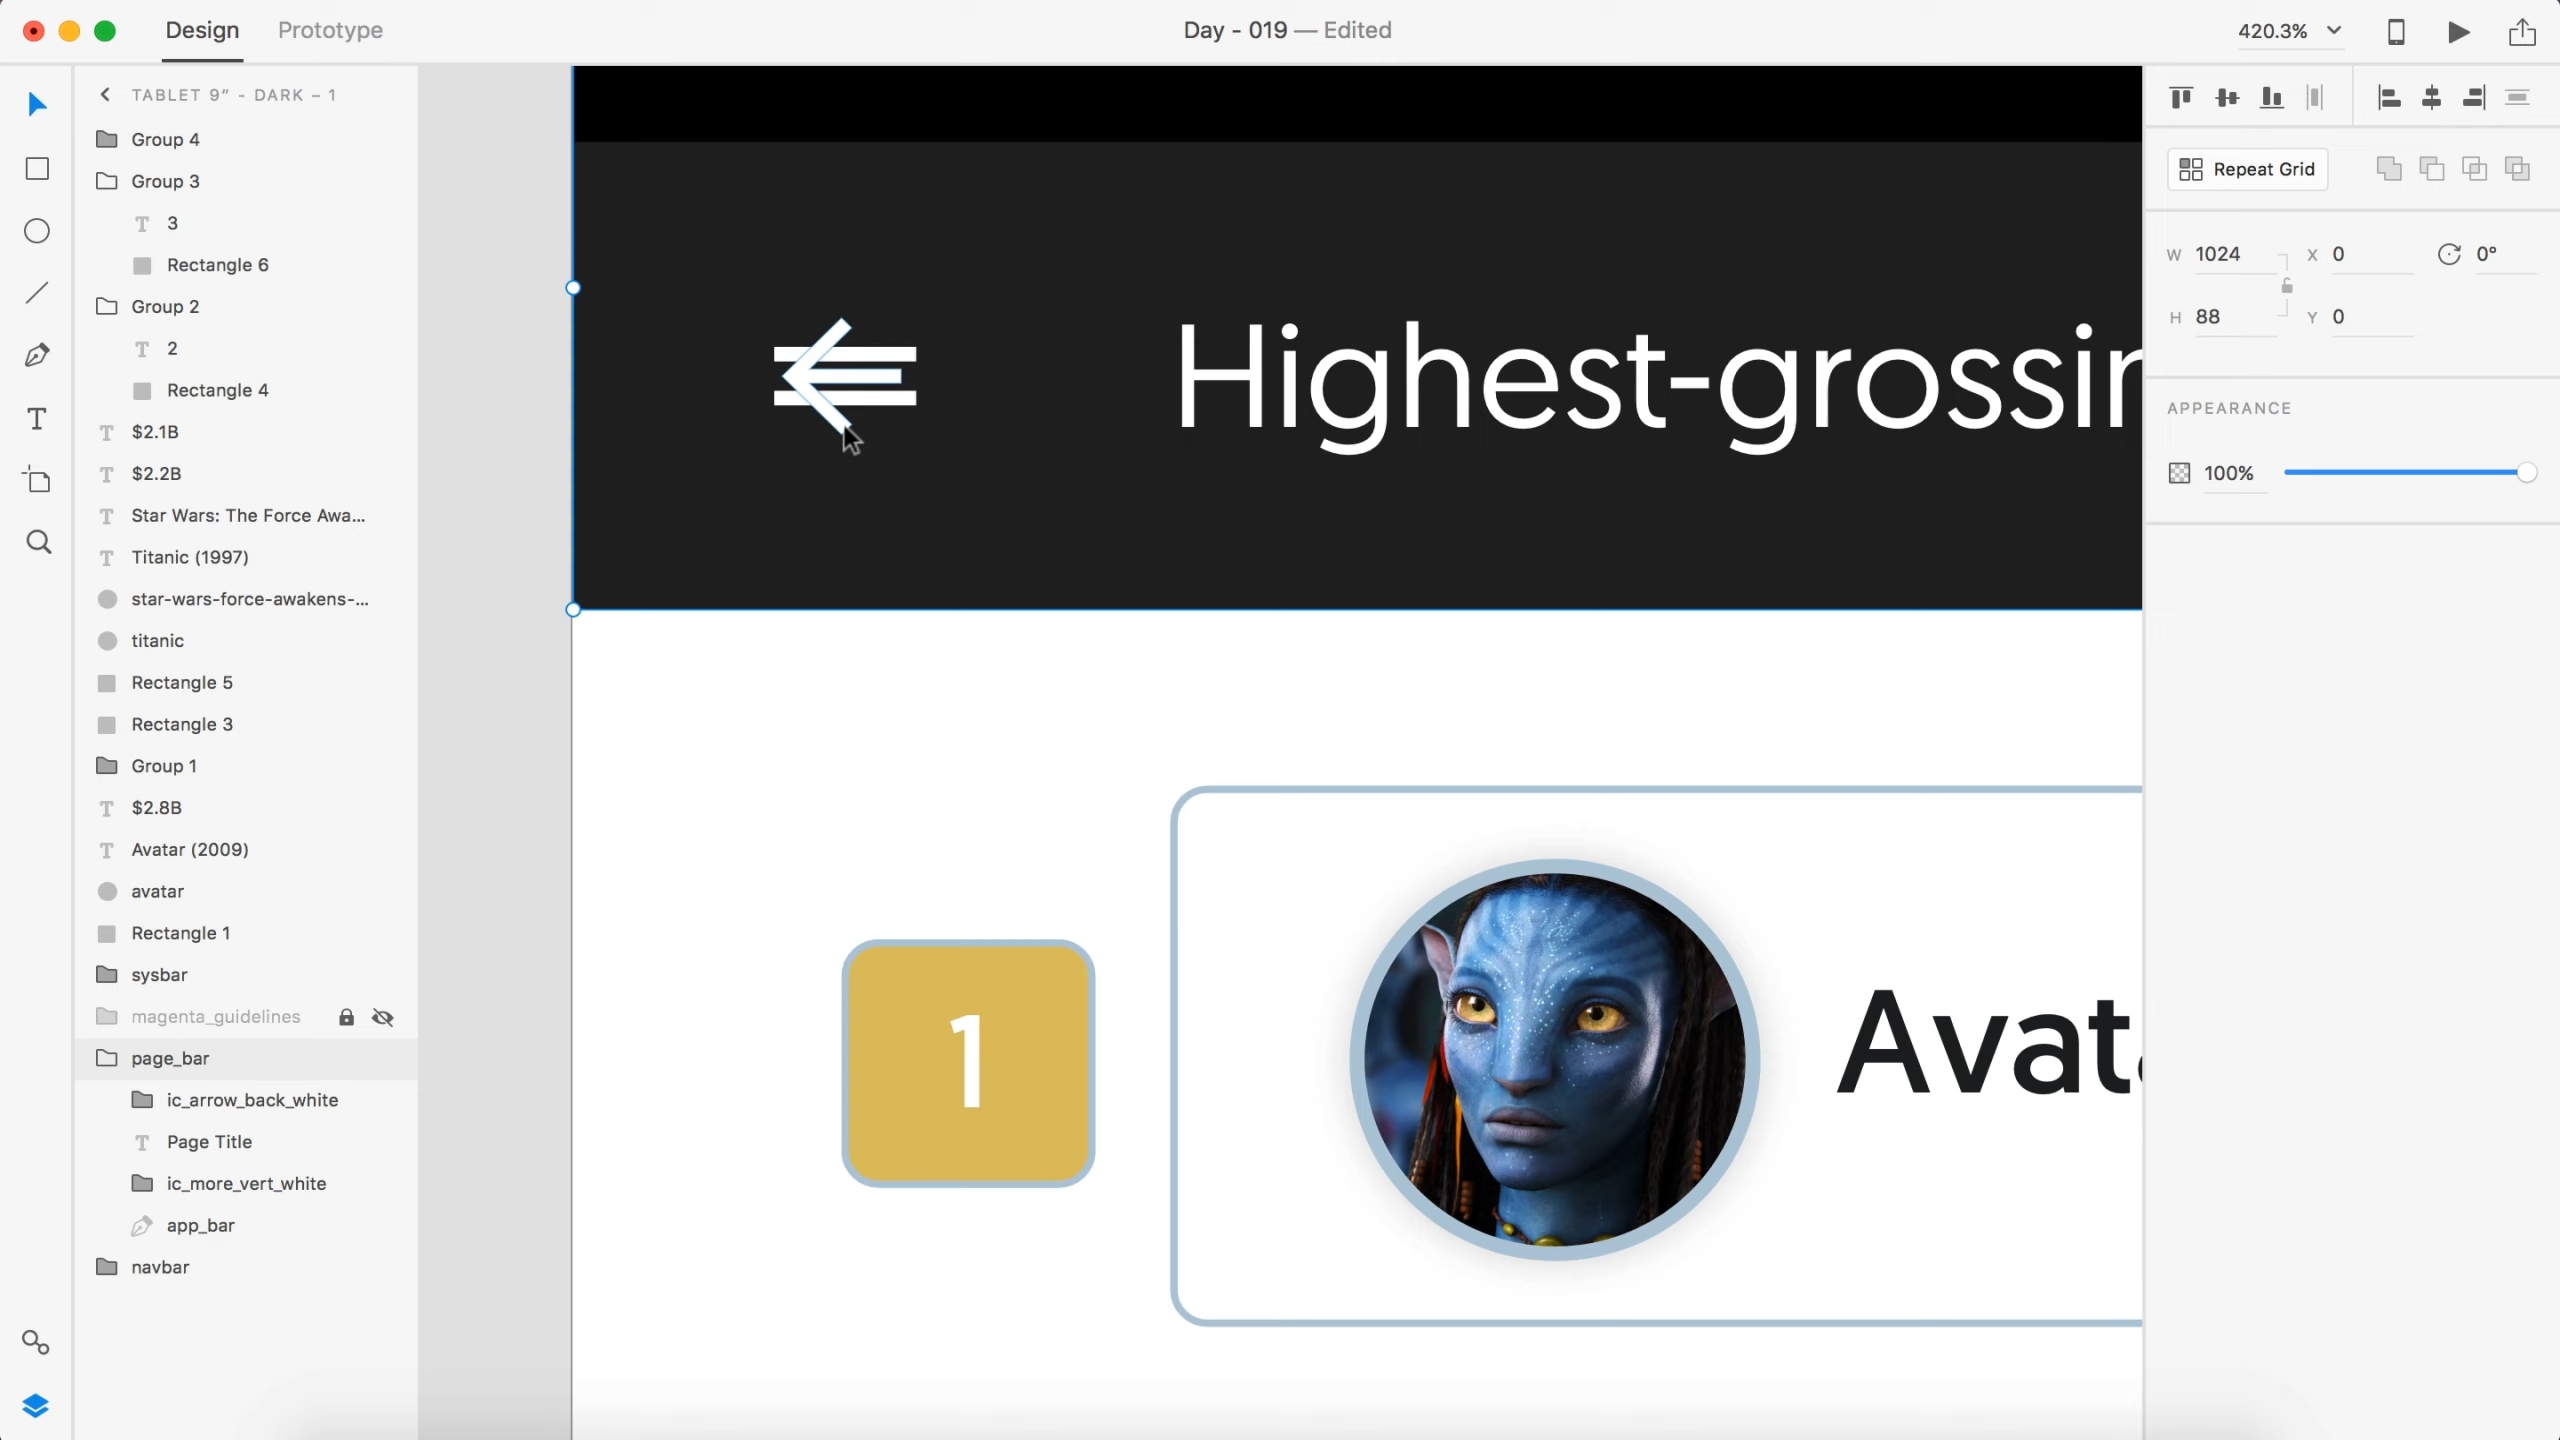 Design
Prototype
Day - 019 — Edited
420.3%
TABLET 9” - DARK – 1
Group 4
Group 3
T 3
Rectangle 6
Group 2
T 2
Rectangle 4
T $2.1B
T $2.2B
T Star Wars: The Force Awa...
T Titanic (1997)
star-wars-force-awakens-...
titanic
Rectangle 5
Rectangle 3
Group 1
T $2.8B
T Avatar (2009)
avatar
Rectangle 1
sysbar
magenta_guidelines
page_bar
ic_arrow_back_white
T Page Title
ic_more_vert_white
app_bar
navbar
T
Highest-grossin
1
Avata
Repeat Grid
W 1024 X 0 0°
H 88 Y 0
APPEARANCE
100%